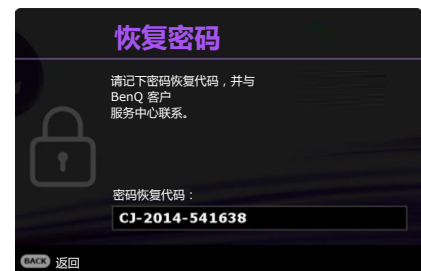 恢复密码
请记下密码恢复代码，并与
BenQ 客户
服务中心联系。
密码恢复代码：
CJ-2014-541638
BACK 返回